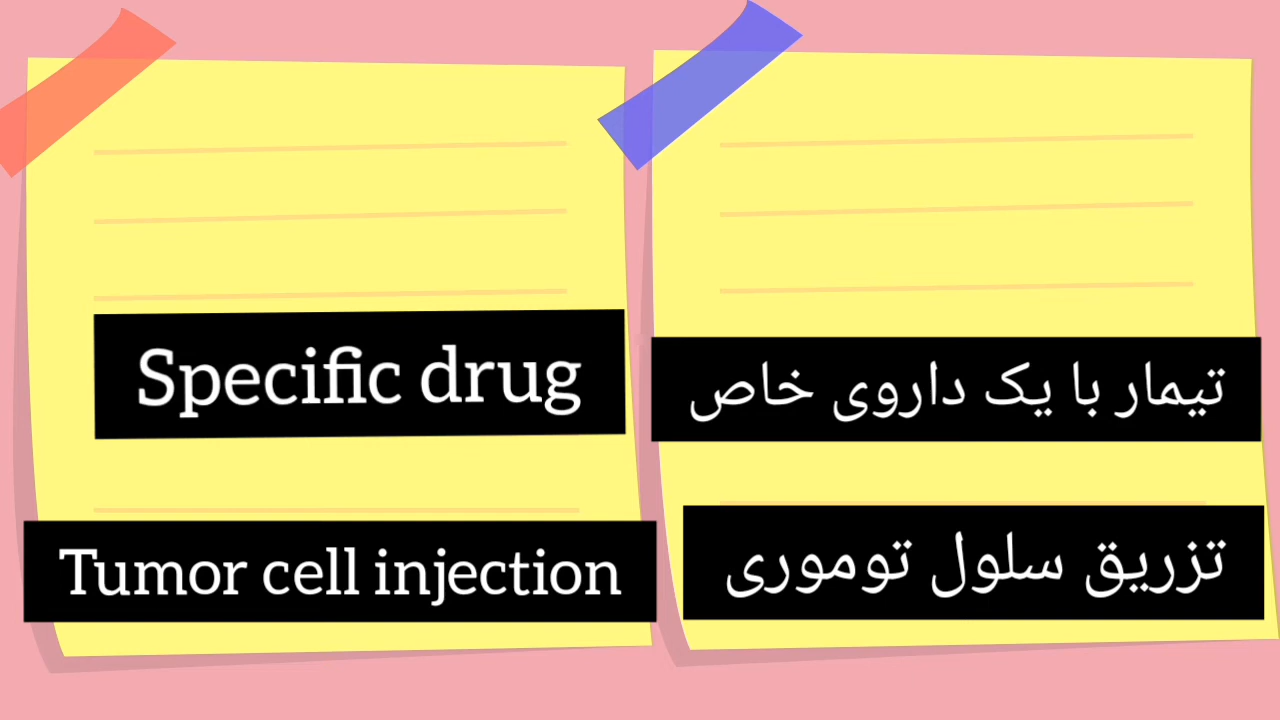 Specific drug
Tumor cell injection
تیمار با یک داروی خاص
تزریق سلول توموری